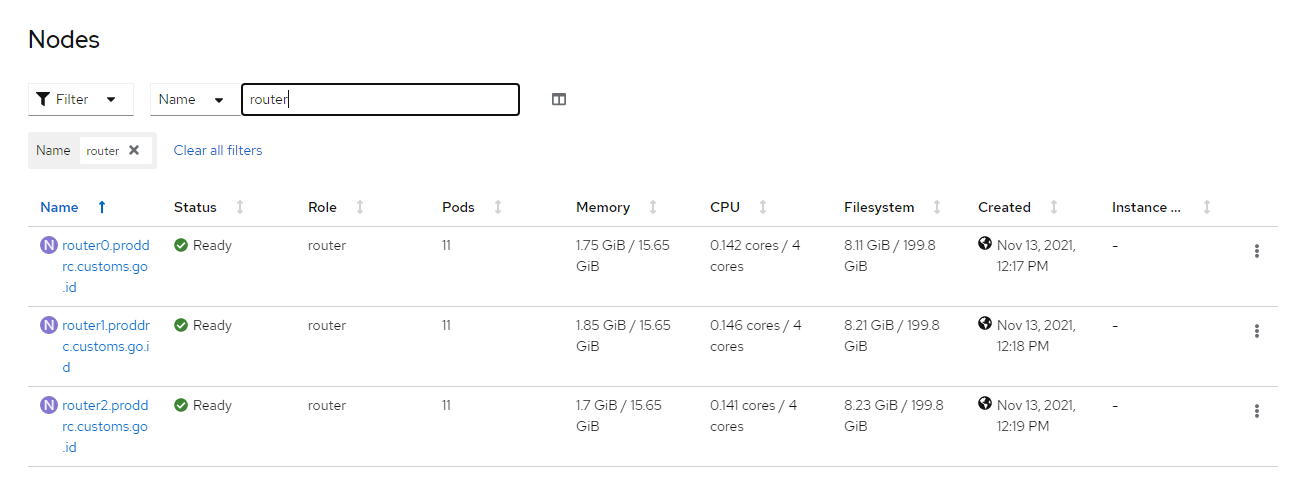 Nodes
Filter Name router
Name router Clear all filters
Name Status Role Pods Memory CPU Filesystem Created Instance ...
N router0.prodd Ready router 11 1.75 GiB / 15.65 0.142 cores / 4 8.11 GiB / 199.8 Nov 13, 2021, -
rc.customs.go GiB cores GiB 12:17 PM
.id
N router1.proddr Ready router 11 1.85 GiB / 15.65 0.146 cores / 4 8.21 GiB / 199.8 Nov 13, 2021, -
c.customs.go.i GiB cores GiB 12:18 PM
d
N router2.prodd Ready router 11 1.7 GiB / 15.65 0.141 cores / 4 8.23 GiB / 199.8 Nov 13, 2021, -
rc.customs.go GiB cores GiB 12:19 PM
.id